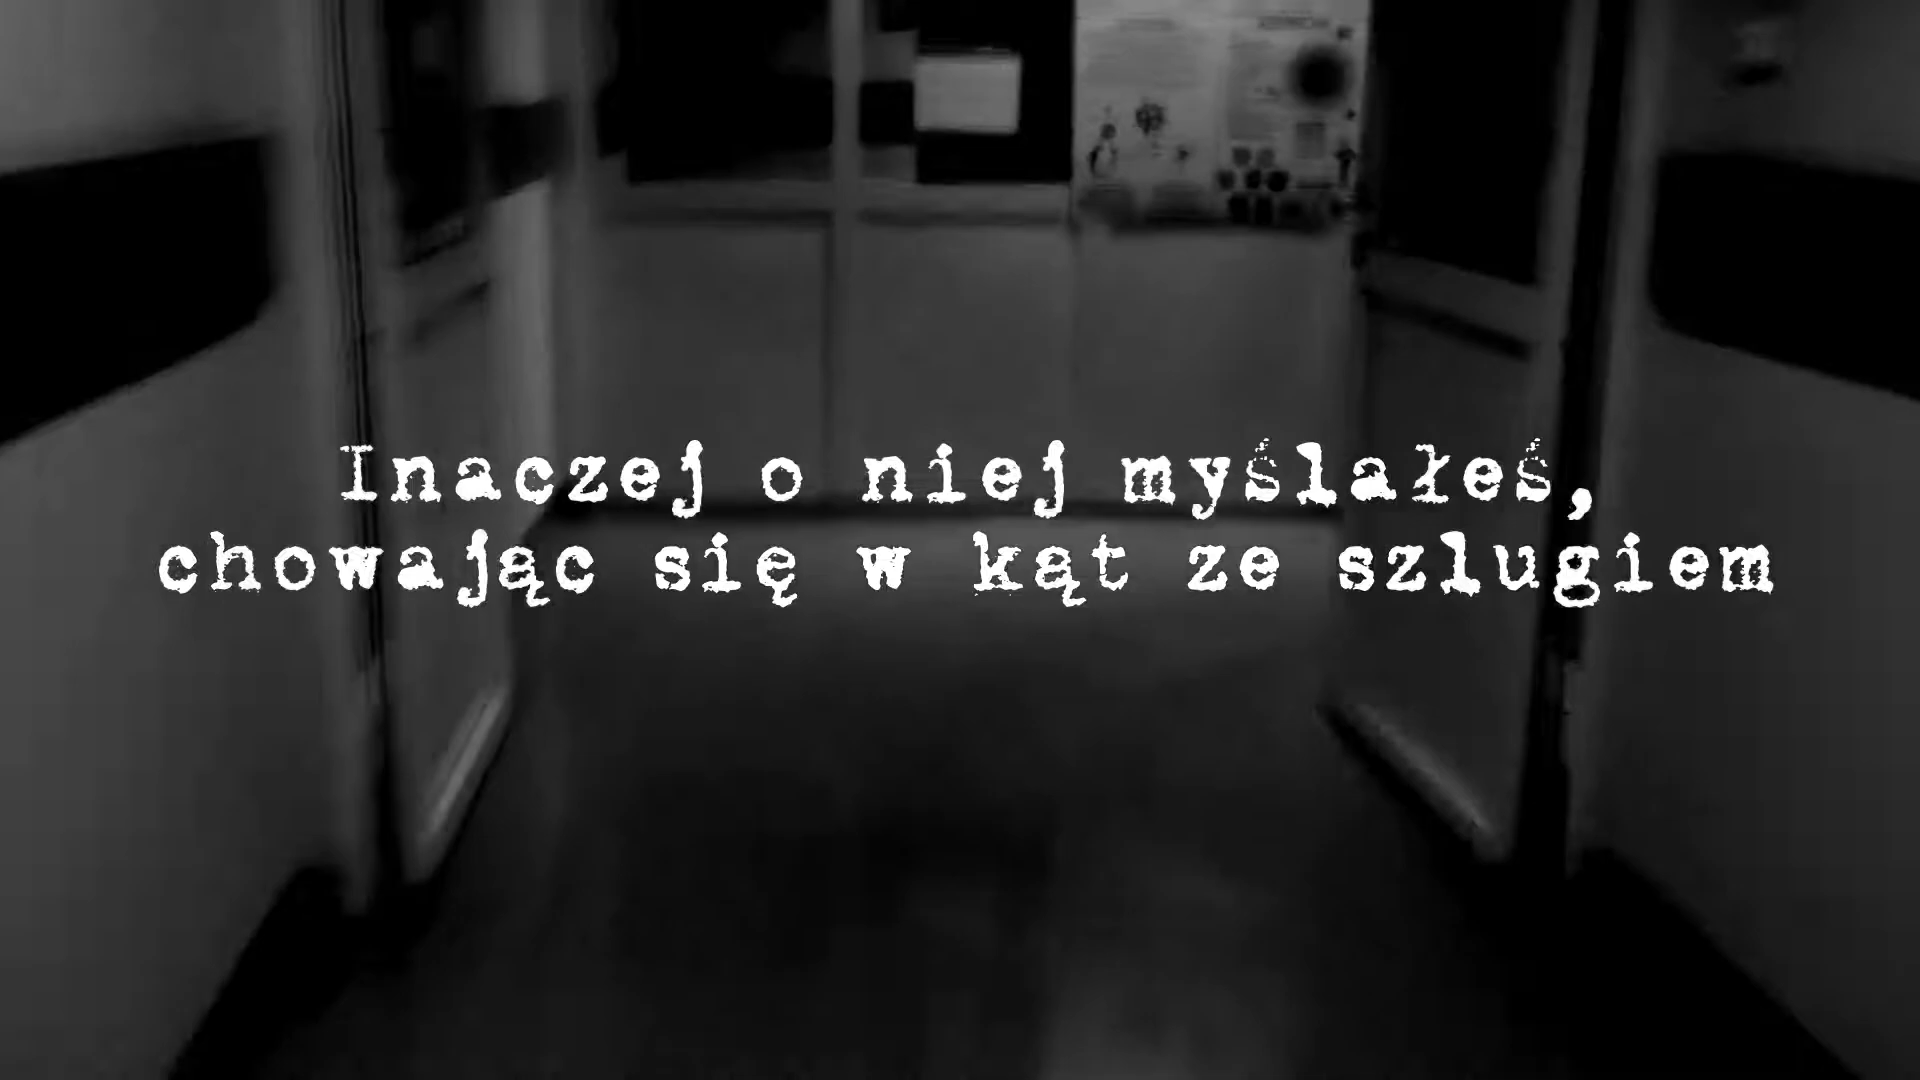 Inaczej o niej myślałeś,
chowając się w kąt ze szlugiem